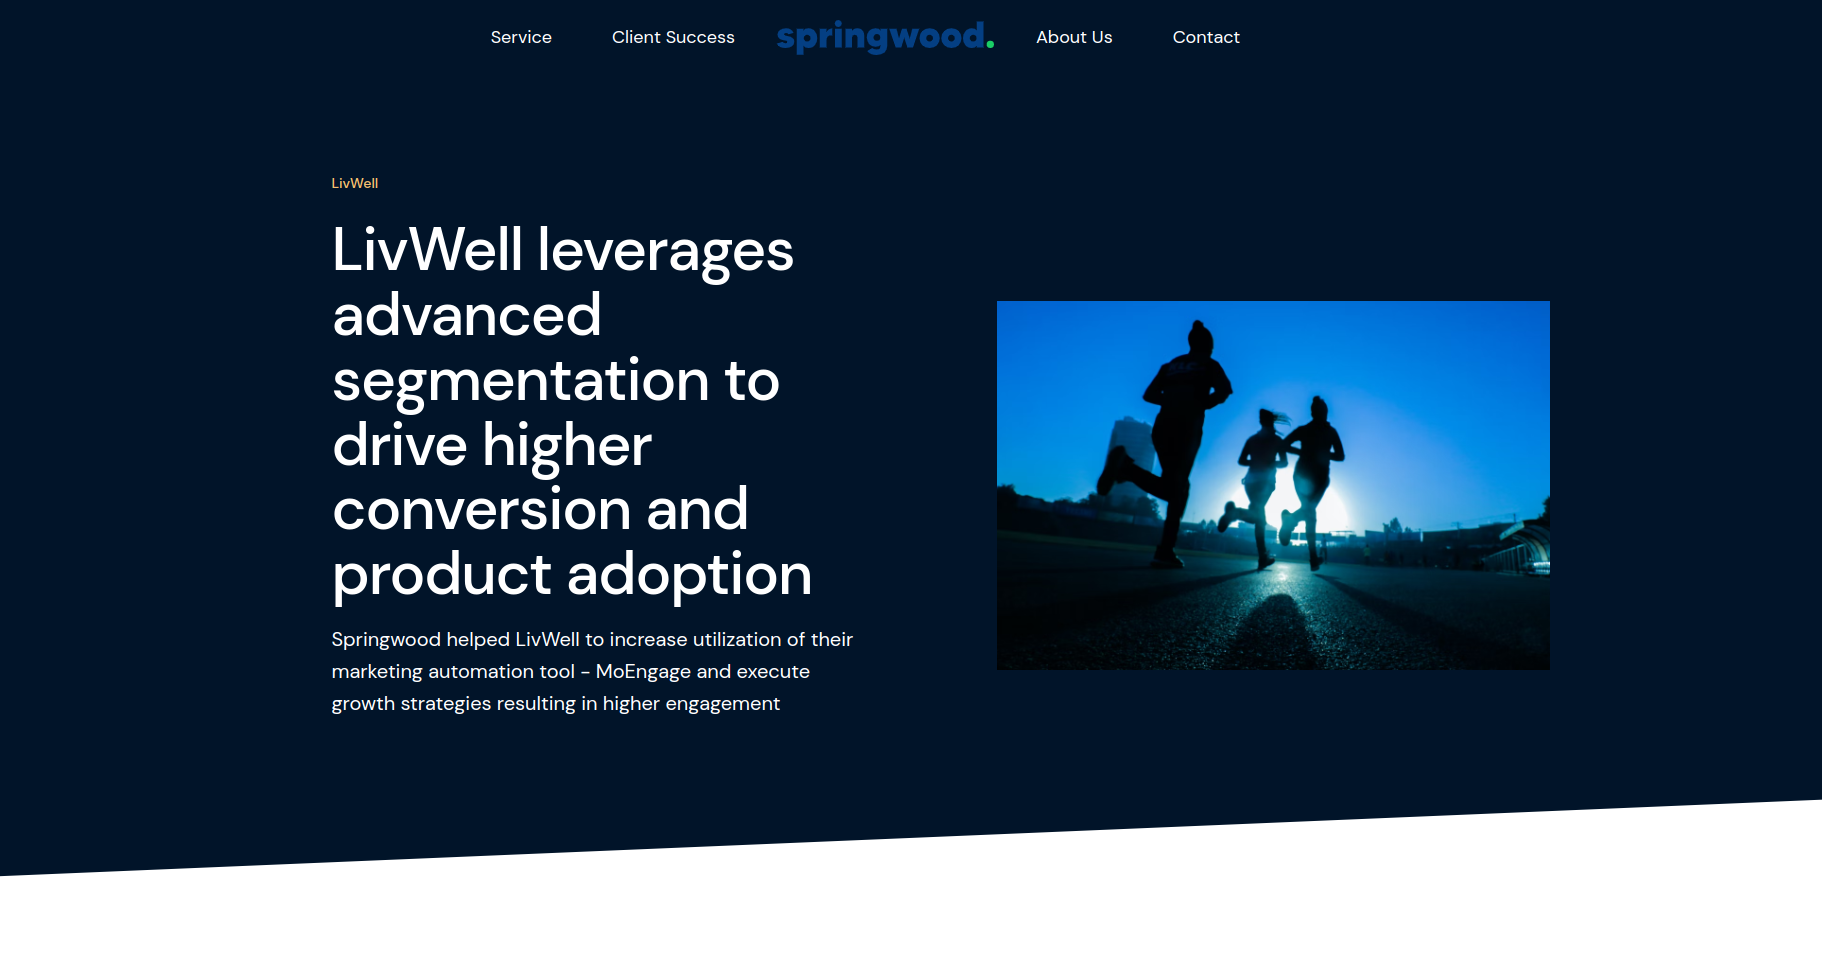 Service
Client Success
springwood.
About Us
Contact
LivWell
LivWell leverages
advanced
segmentation to
drive higher
conversion and
product adoption
Springwood helped LivWell to increase utilization of their
marketing automation tool - MoEngage and execute
growth strategies resulting in higher engagement